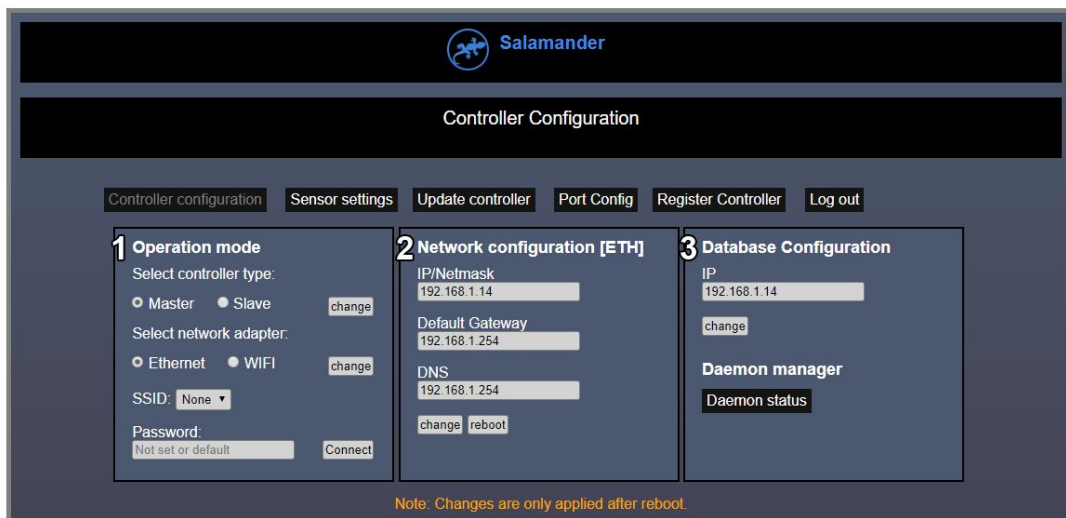 Salamander
Controller Configuration
Controller configuration Sensor settings Update controller Port Config Register Controller Log out
1 Operation mode
Select controller type:
Master Slave change
Select network adapter:
Ethernet WIFI change
SSID: None
Password:
Not set or default Connect
2 Network configuration [ETH]
IP/Netmask
192.168.1.14
Default Gateway
192.168.1.254
DNS
192.168.1.254
change reboot
3 Database Configuration
IP
192.168.1.14
change
Daemon manager
Daemon status
Note: Changes are only applied after reboot.